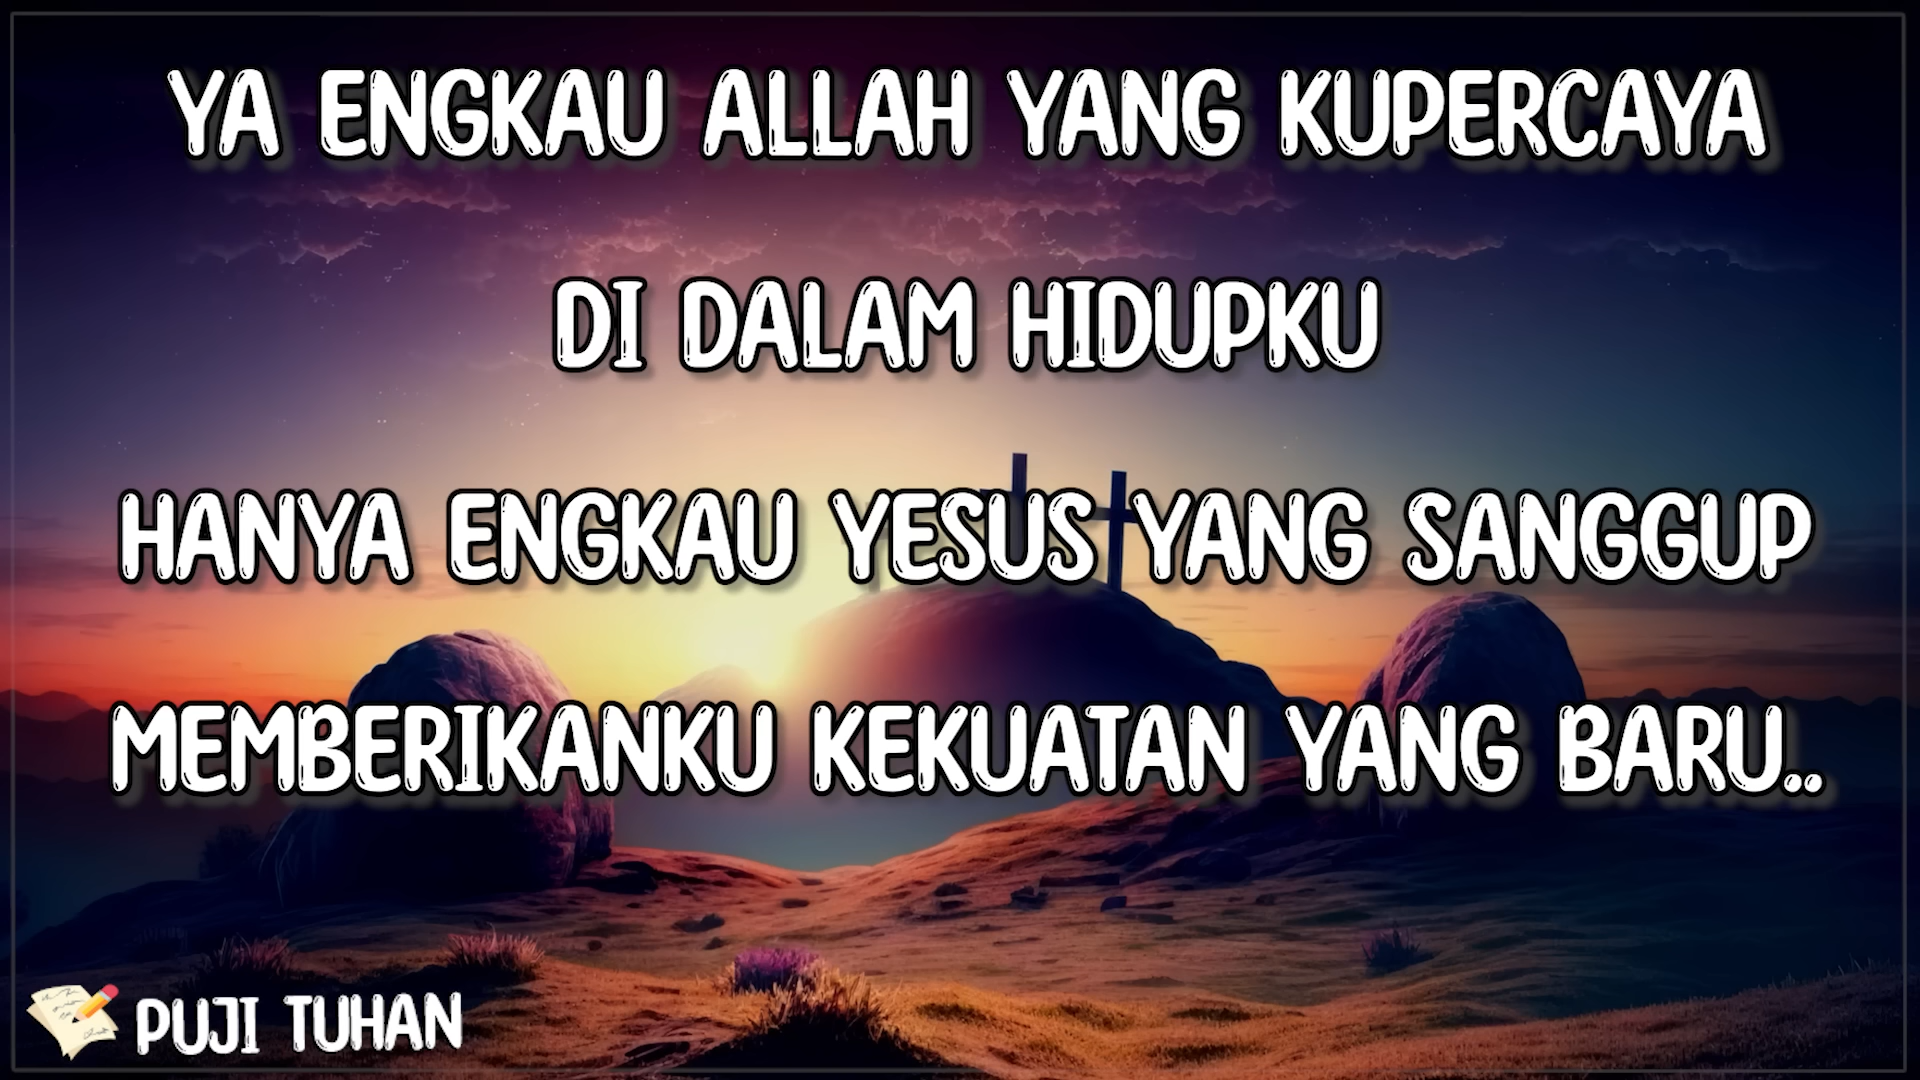 YA ENGKAU ALLAH YANG KUPERCAYA
DI DALAM HIDUPKU
HANYA ENGKAU YESUS YANG SANGGUP
MEMBERIKANKU KEKUATAN YANG BARU..
PUJI TUHAN